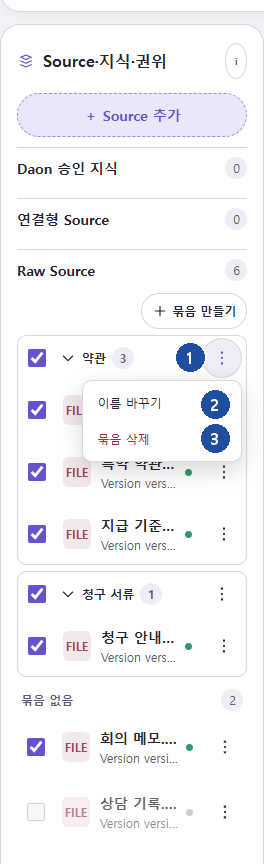 Source·지식·권위
i
+ Source 추가
Daon 승인 지식
0
연결형 Source
0
Raw Source
6
+ 묶음 만들기
약관
3
1
이름 바꾸기
2
묶음 삭제
3
FILE
특약 약관...
Version vers...
FILE
지급 기준...
Version vers...
청구 서류
1
FILE
청구 안내...
Version vers...
묶음 없음
2
FILE
회의 메모....
Version versi...
FILE
상담 기록....
Version versi...